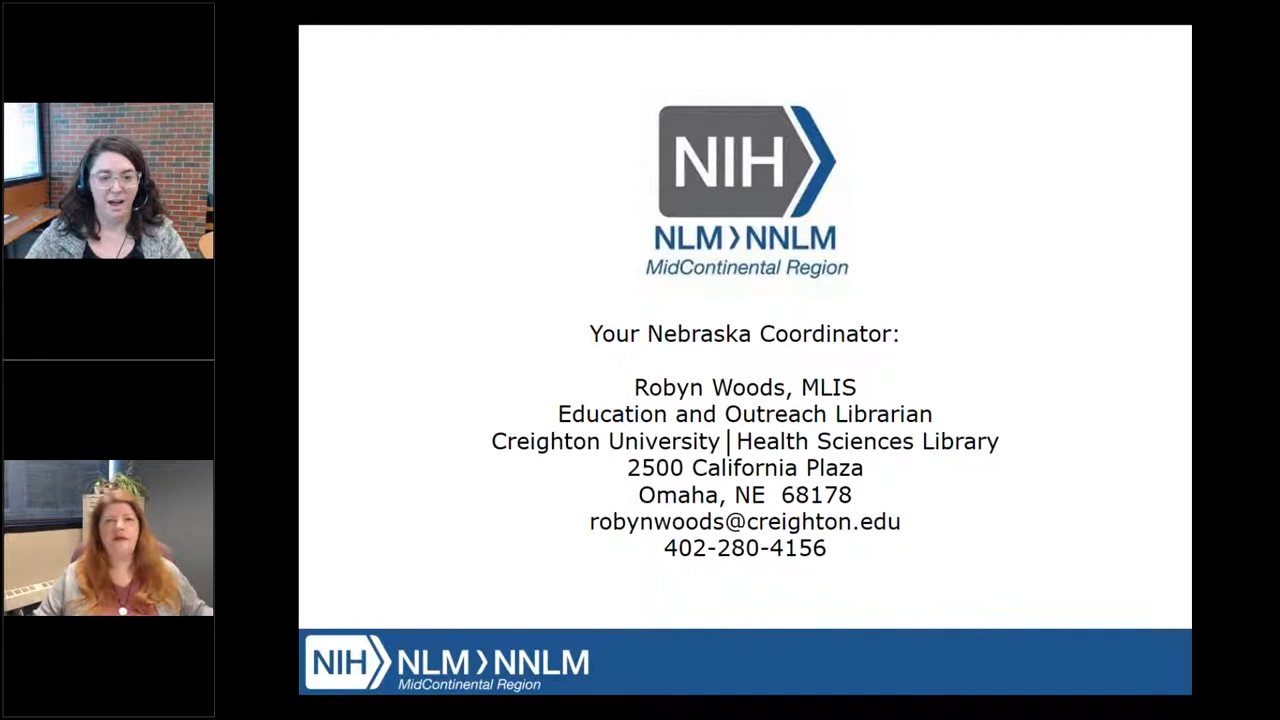 NIH
NLM NNLM
MidContinental Region
Your Nebraska Coordinator:
Robyn Woods, MLIS
Education and Outreach Librarian
Creighton University|Health Sciences Library
2500 California Plaza
Omaha, NE  68178
robynwoods@creighton.edu
402-280-4156
NIH NLM NNLM
MidContinental Region